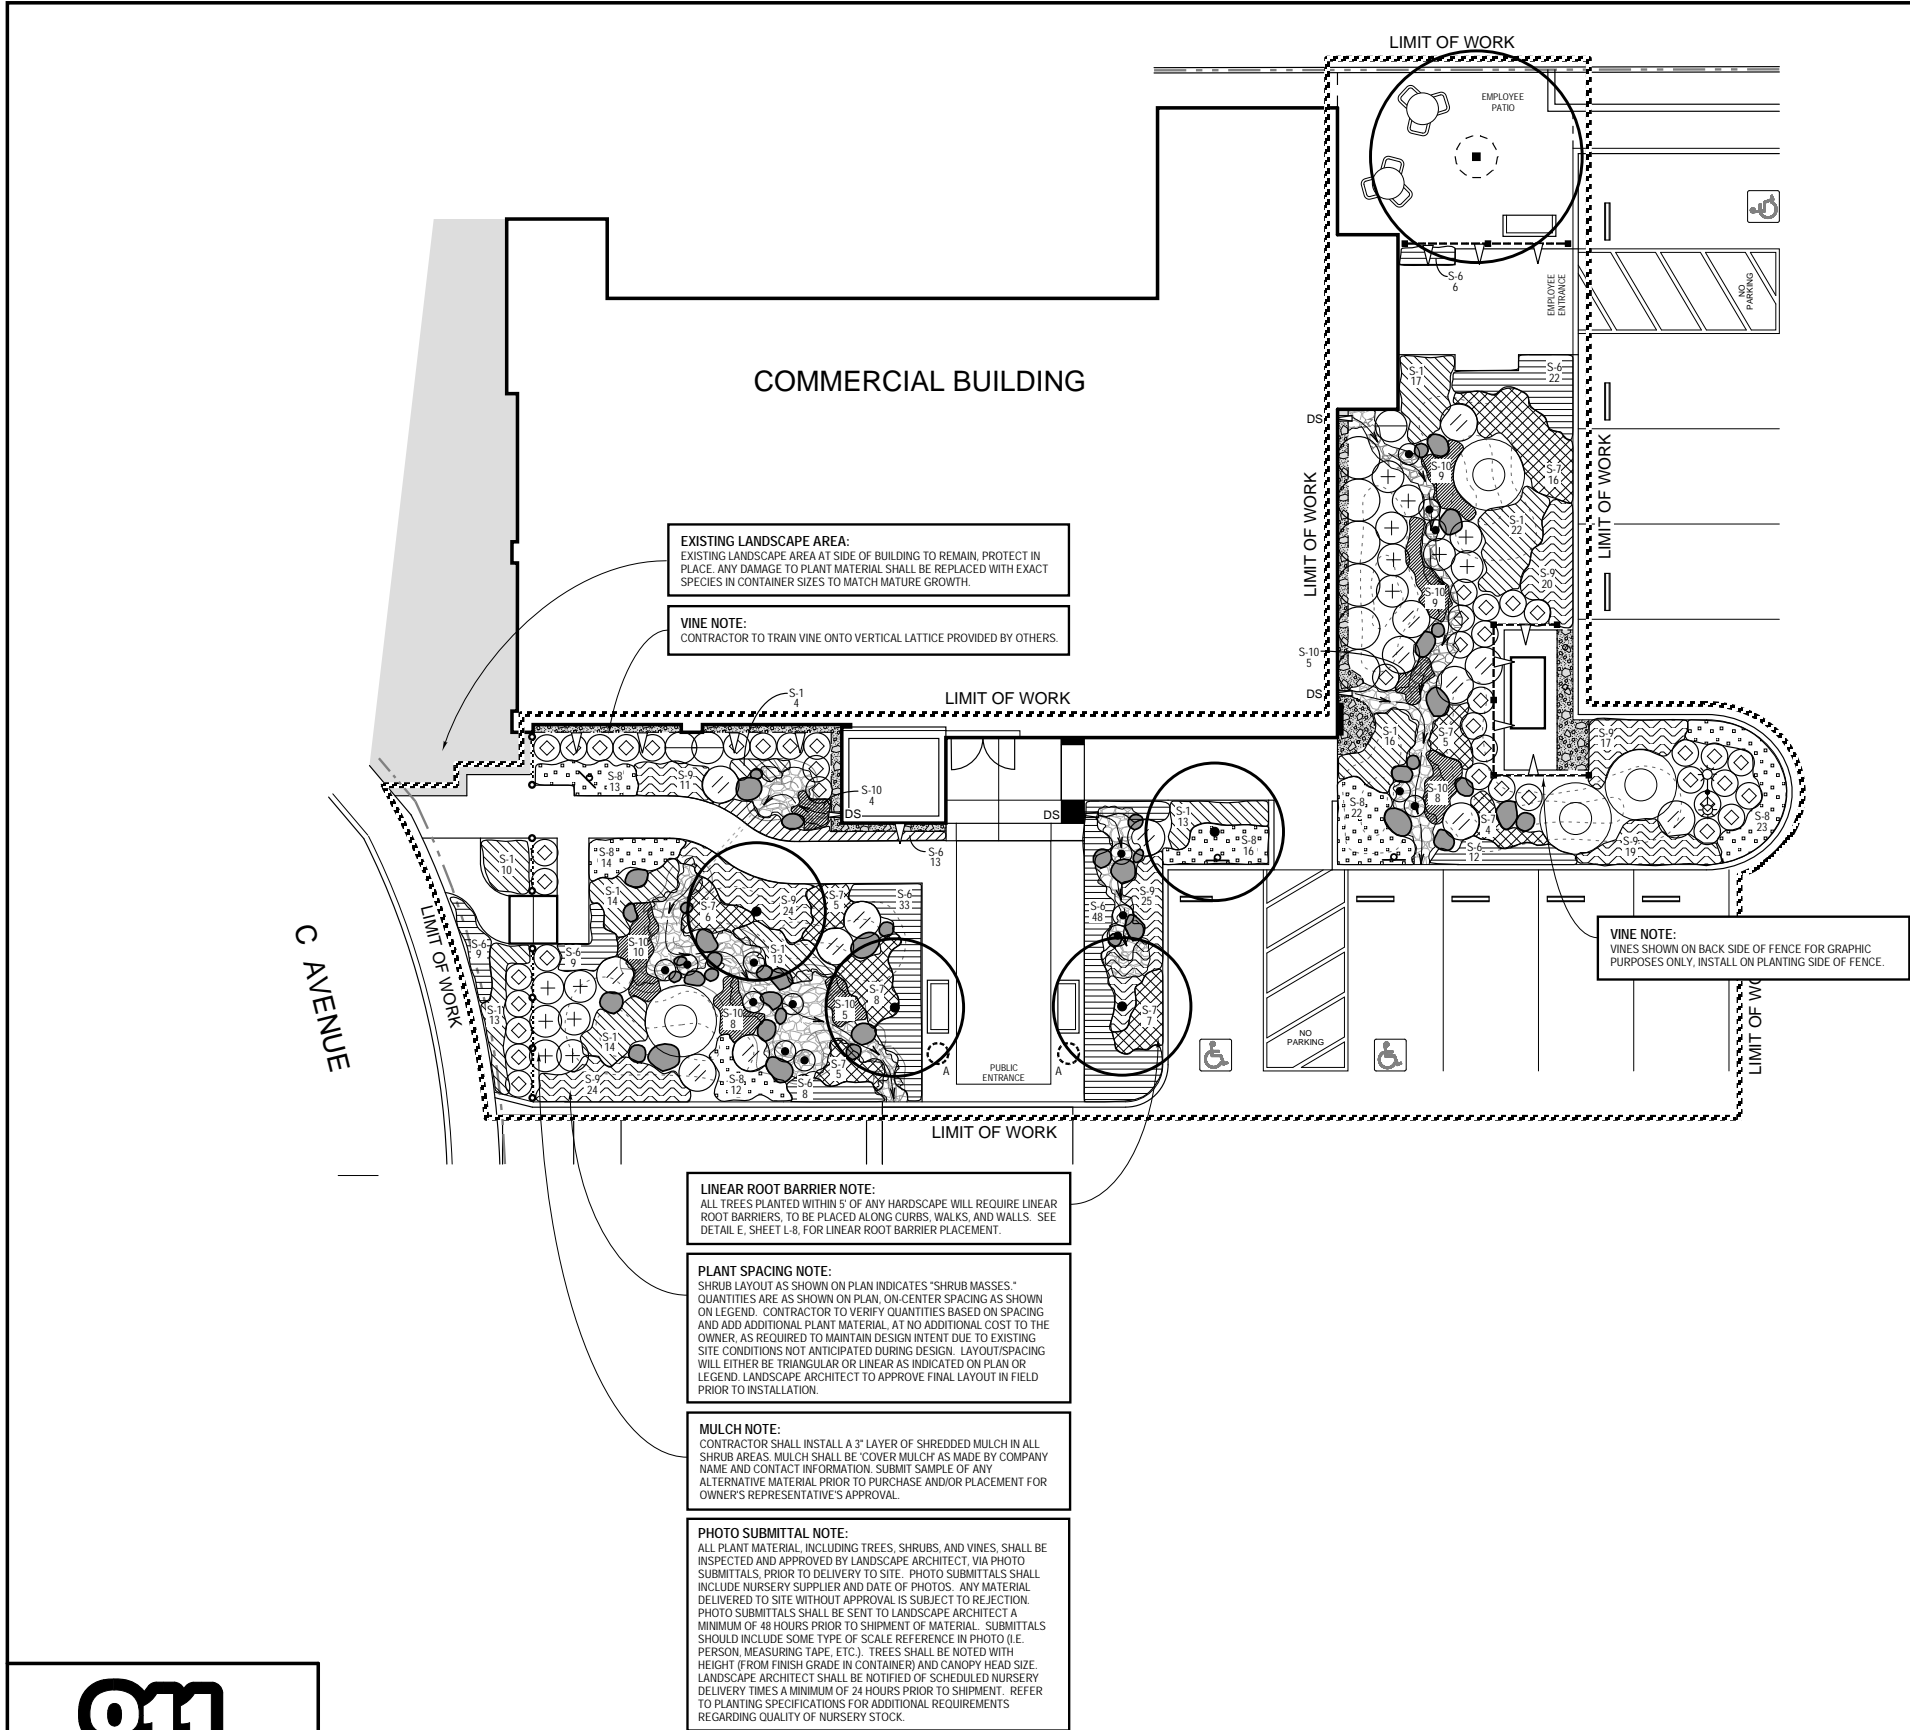 LIMIT OF WORK
EMPLOYEE
PATIO
S-6
6
EMPLOYEE
ENTRANCE
NO
PARKING
COMMERCIAL BUILDING
S-1
17
S-6
22
DS
S-10
9
S-7
16
LIMIT OF WORK
LIMIT OF WORK
S-1
22
S-9
20
S-10
9
S-10
5
DS
EXISTING LANDSCAPE AREA:
EXISTING LANDSCAPE AREA AT SIDE OF BUILDING TO REMAIN, PROTECT IN
PLACE. ANY DAMAGE TO PLANT MATERIAL SHALL BE REPLACED WITH EXACT
SPECIES IN CONTAINER SIZES TO MATCH MATURE GROWTH.
VINE NOTE:
CONTRACTOR TO TRAIN VINE ONTO VERTICAL LATTICE PROVIDED BY OTHERS.
S-1
4
LIMIT OF WORK
S-1
16
S-7
5
S-9
17
S-8
13
S-9
11
S-10
4
DS
DS
S-6
13
S-1
13
S-8
16
S-8
22
S-10
8
S-7
4
S-6
12
S-9
19
S-8
23
S-1
10
S-8
14
S-1
14
S-7
6
S-9
24
S-7
5
S-6
33
S-6
48
S-9
25
C AVENUE
LIMIT OF WORK
S-6
9
S-6
9
S-10
10
S-1
13
S-7
8
S-1
13
S-1
14
S-10
8
S-10
5
S-7
7
S-9
24
S-8
12
S-6
8
S-7
5
A
PUBLIC
ENTRANCE
A
NO
PARKING
VINE NOTE:
VINES SHOWN ON BACK SIDE OF FENCE FOR GRAPHIC
PURPOSES ONLY, INSTALL ON PLANTING SIDE OF FENCE.
LIMIT OF WO
LIMIT OF WORK
LINEAR ROOT BARRIER NOTE:
ALL TREES PLANTED WITHIN 5' OF ANY HARDSCAPE WILL REQUIRE LINEAR
ROOT BARRIERS, TO BE PLACED ALONG CURBS, WALKS, AND WALLS. SEE
DETAIL E, SHEET L-8, FOR LINEAR ROOT BARRIER PLACEMENT.
PLANT SPACING NOTE:
SHRUB LAYOUT AS SHOWN ON PLAN INDICATES "SHRUB MASSES."
QUANTITIES ARE AS SHOWN ON PLAN, ON-CENTER SPACING AS SHOWN
ON LEGEND. CONTRACTOR TO VERIFY QUANTITIES BASED ON SPACING
AND ADD ADDITIONAL PLANT MATERIAL, AT NO ADDITIONAL COST TO THE
OWNER, AS REQUIRED TO MAINTAIN DESIGN INTENT DUE TO EXISTING
SITE CONDITIONS NOT ANTICIPATED DURING DESIGN. LAYOUT/SPACING
WILL EITHER BE TRIANGULAR OR LINEAR AS INDICATED ON PLAN OR
LEGEND. LANDSCAPE ARCHITECT TO APPROVE FINAL LAYOUT IN FIELD
PRIOR TO INSTALLATION.
MULCH NOTE:
CONTRACTOR SHALL INSTALL A 3" LAYER OF SHREDDED MULCH IN ALL
SHRUB AREAS. MULCH SHALL BE 'COVER MULCH' AS MADE BY COMPANY
NAME AND CONTACT INFORMATION. SUBMIT SAMPLE OF ANY
ALTERNATIVE MATERIAL PRIOR TO PURCHASE AND/OR PLACEMENT FOR
OWNER'S REPRESENTATIVE'S APPROVAL.
PHOTO SUBMITTAL NOTE:
ALL PLANT MATERIAL, INCLUDING TREES, SHRUBS, AND VINES, SHALL BE
INSPECTED AND APPROVED BY LANDSCAPE ARCHITECT, VIA PHOTO
SUBMITTALS, PRIOR TO DELIVERY TO SITE. PHOTO SUBMITTALS SHALL
INCLUDE NURSERY SUPPLIER AND DATE OF PHOTOS. ANY MATERIAL
DELIVERED TO SITE WITHOUT APPROVAL IS SUBJECT TO REJECTION.
PHOTO SUBMITTALS SHALL BE SENT TO LANDSCAPE ARCHITECT A
MINIMUM OF 48 HOURS PRIOR TO SHIPMENT OF MATERIAL. SUBMITTALS
SHOULD INCLUDE SOME TYPE OF SCALE REFERENCE IN PHOTO (I.E.
PERSON, MEASURING TAPE, ETC.). TREES SHALL BE NOTED WITH
HEIGHT (FROM FINISH GRADE IN CONTAINER) AND CANOPY HEAD SIZE.
LANDSCAPE ARCHITECT SHALL BE NOTIFIED OF SCHEDULED NURSERY
DELIVERY TIMES A MINIMUM OF 24 HOURS PRIOR TO SHIPMENT. REFER
TO PLANTING SPECIFICATIONS FOR ADDITIONAL REQUIREMENTS
REGARDING QUALITY OF NURSERY STOCK.
811